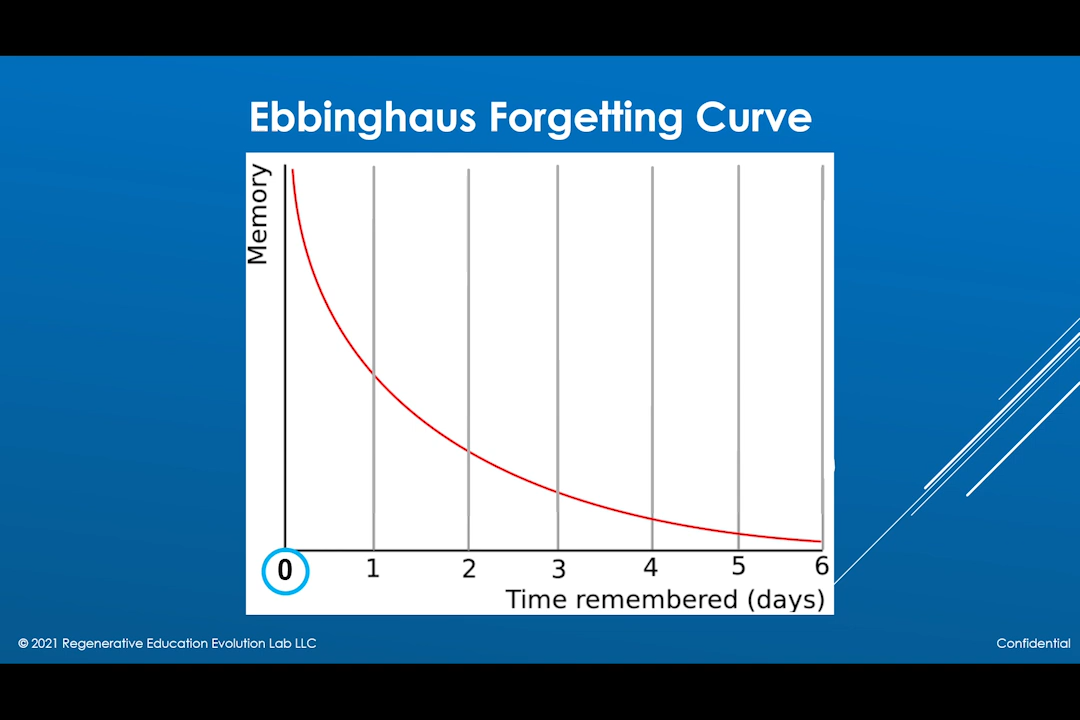 Ebbinghaus Forgetting Curve
Memory
0 1 2 3 4 5 6
Time remembered (days)
© 2021 Regenerative Education Evolution Lab LLC
Confidential